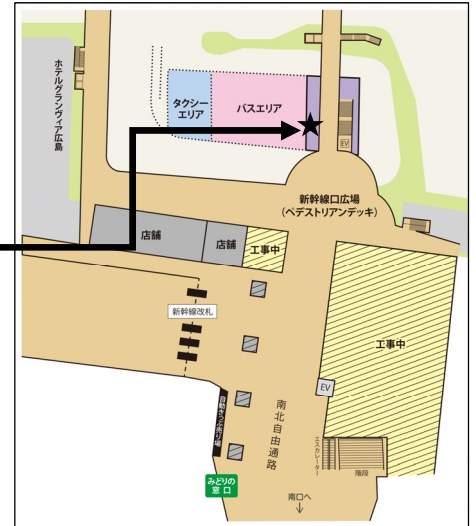 ホテルグランヴィア広島
タクシー
エリア
バスエリア
EV
新幹線口広場
(ペデストリアンデッキ)
店舗
店舗
工事中
新幹線改札
工事中
EV
自動きっぷ売り場
南北自由通路
エスカレーター
階段
みどりの
窓口
南口へ
↓